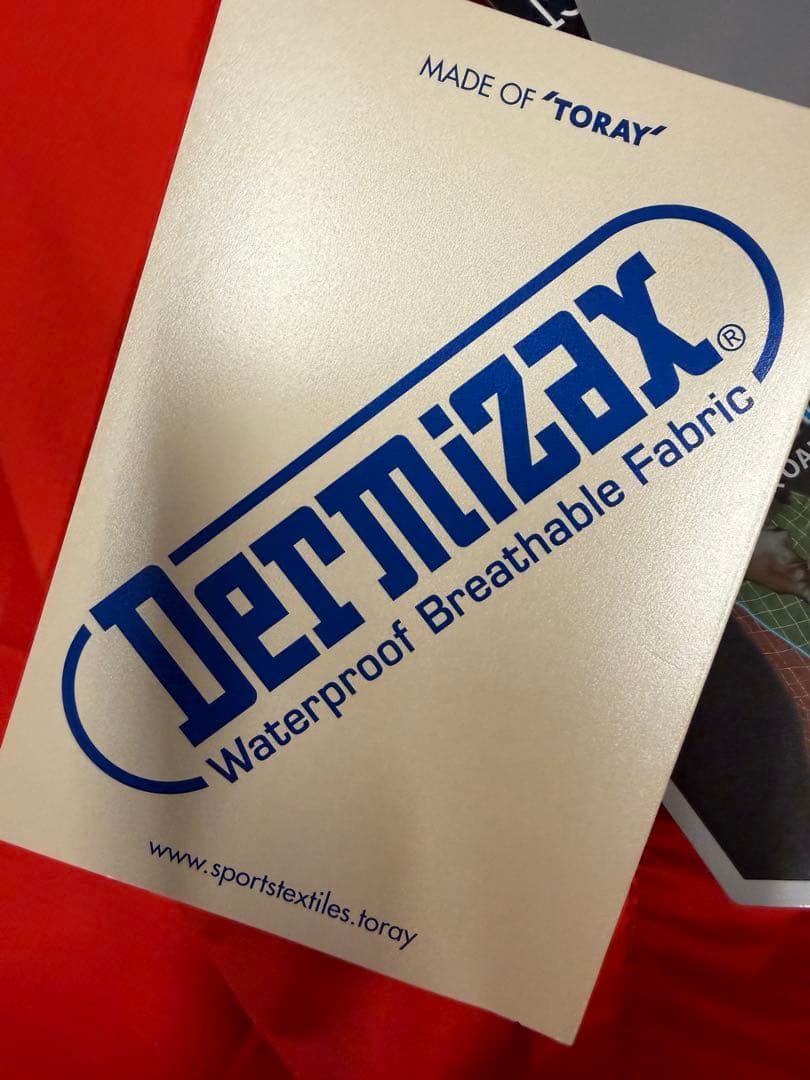 MADE OF 'TORAY'
Dermizax®
Waterproof Breathable Fabric
www.sportstextiles.toray